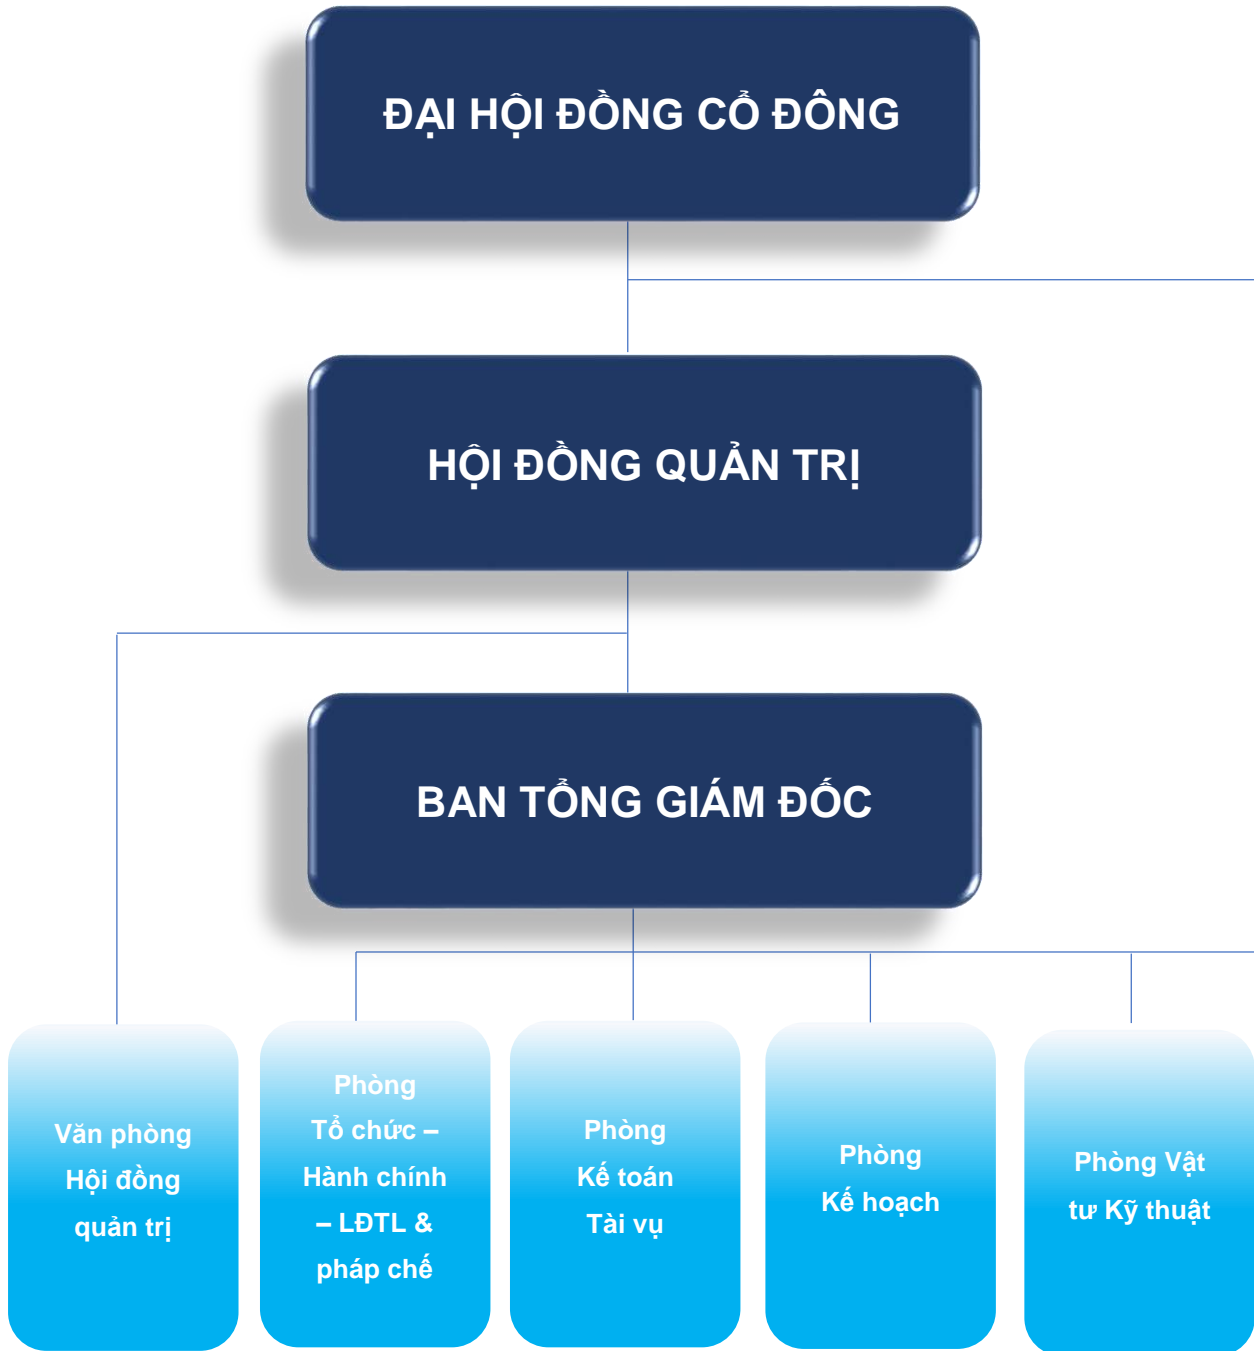 ĐẠI HỘI ĐỒNG CỔ ĐÔNG
HỘI ĐỒNG QUẢN TRỊ
BAN TỔNG GIÁM ĐỐC
Văn phòng
Hội đồng
quản trị
Phòng
Tổ chức –
Hành chính
– LĐTL &
pháp chế
Phòng
Kế toán
Tài vụ
Phòng
Kế hoạch
Phòng Vật
tư Kỹ thuật